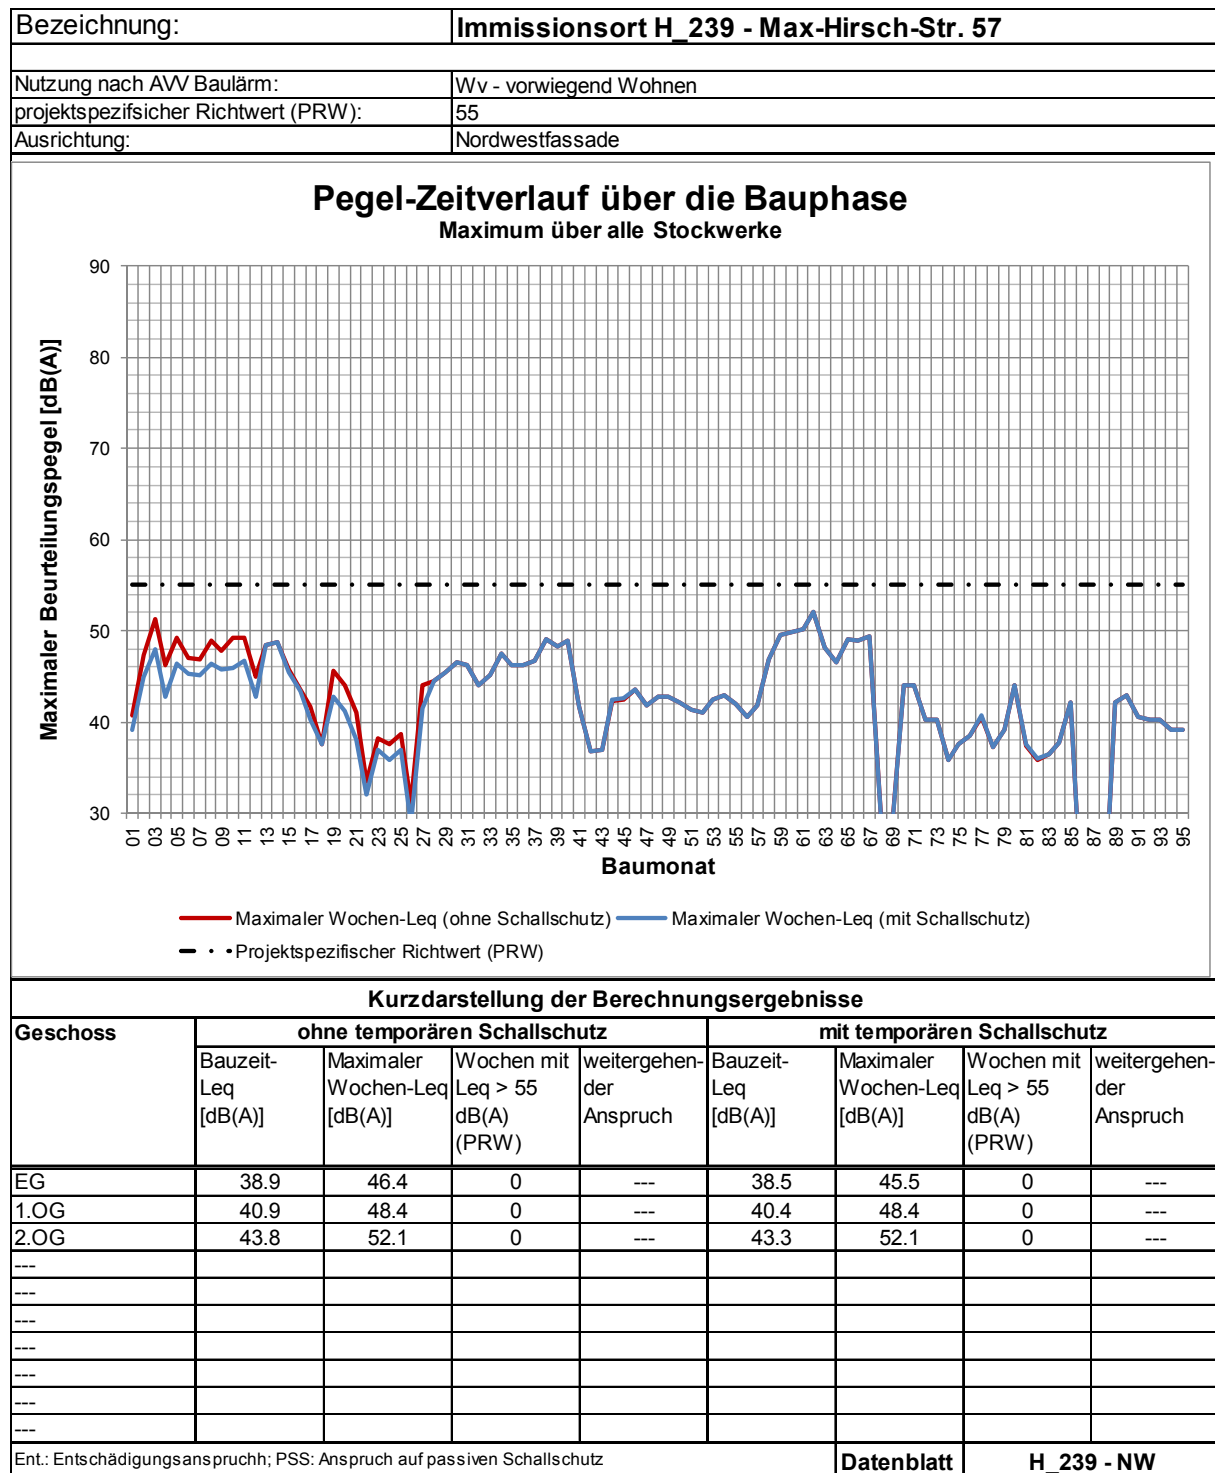 Bezeichnung: Immissionsort H_239 - Max-Hirsch-Str. 57
Nutzung nach AVV Baulärm: Wv - vorwiegend Wohnen
projektspezifsicher Richtwert (PRW): 55
Ausrichtung: Nordwestfassade
Pegel-Zeitverlauf über die Bauphase
Maximum über alle Stockwerke
Maximaler Beurteilungspegel [dB(A)]
90
80
70
60
50
40
30
01 03 05 07 09 11 13 15 17 19 21 23 25 27 29 31 33 35 37 39 41 43 45 47 49 51 53 55 57 59 61 63 65 67 69 71 73 75 77 79 81 83 85 87 89 91 93 95
Baumonat
Maximaler Wochen-Leq (ohne Schallschutz) Maximaler Wochen-Leq (mit Schallschutz)
Projektspezifischer Richtwert (PRW)
Kurzdarstellung der Berechnungsergebnisse
Geschoss ohne temporären Schallschutz mit temporären Schallschutz
Bauzeit- Maximaler Wochen mit weitergehen- Bauzeit- Maximaler Wochen mit weitergehen-
Leq Wochen-Leq Leq > 55 der Leq Wochen-Leq Leq > 55 der
[dB(A)] [dB(A)] dB(A) Anspruch [dB(A)] [dB(A)] dB(A) Anspruch
(PRW) (PRW)
EG 38.9 46.4 0 --- 38.5 45.5 0 ---
1.OG 40.9 48.4 0 --- 40.4 48.4 0 ---
2.OG 43.8 52.1 0 --- 43.3 52.1 0 ---
---
---
---
---
---
---
---
Ent.: Entschädigungsanspruchh; PSS: Anspruch auf passiven Schallschutz Datenblatt H_239 - NW